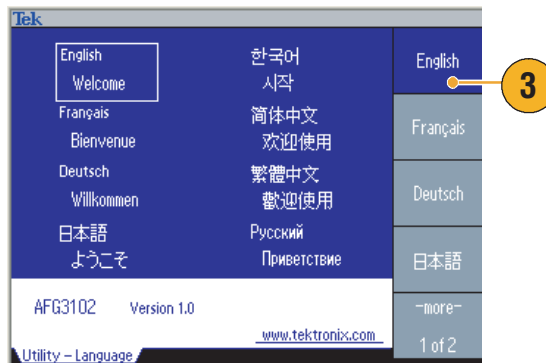 Tek
English
Welcome
Français
Bienvenue
Deutsch
Willkommen
日本語
ようこそ
한국어
시작
简体中文
欢迎使用
繁體中文
歡迎使用
Русский
Приветствие
AFG3102 Version 1.0
www.tektronix.com
Utility – Language
English
Français
Deutsch
日本語
-more-
1 of 2
3